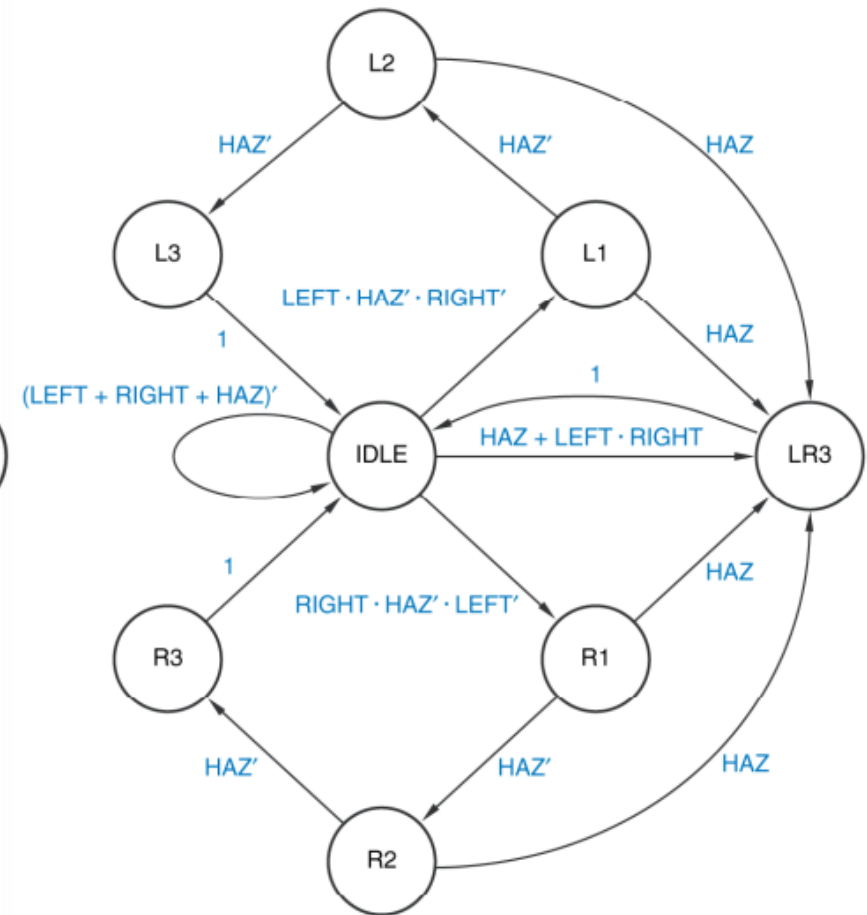 L2
HAZ′
HAZ′
HAZ
L3
L1
LEFT · HAZ′ · RIGHT′
1
HAZ
(LEFT + RIGHT + HAZ)′
1
IDLE
HAZ + LEFT · RIGHT
LR3
1
HAZ
RIGHT · HAZ′ · LEFT′
R3
R1
HAZ′
HAZ′
HAZ
R2